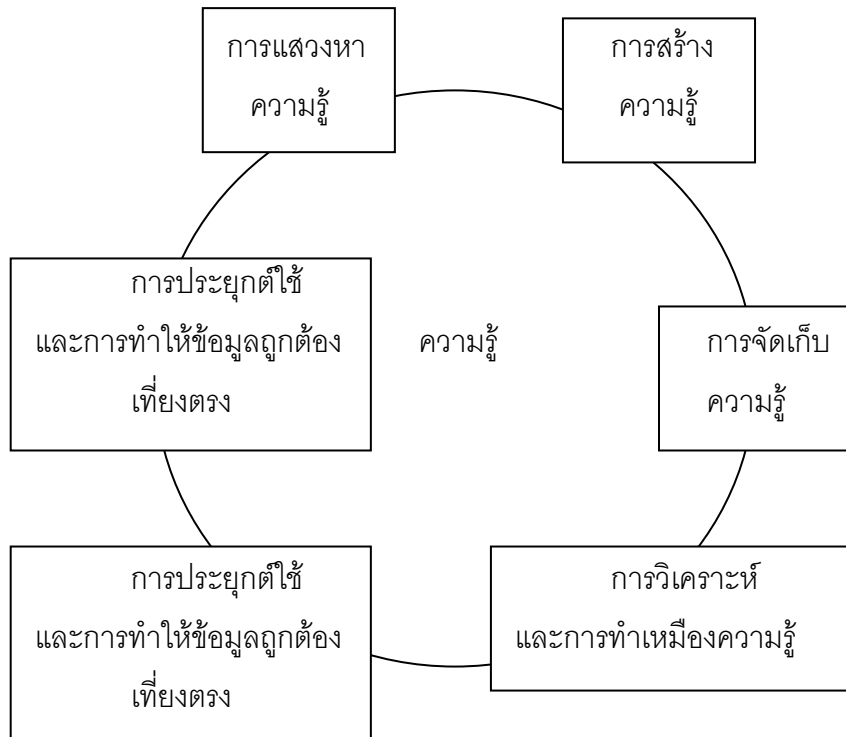 การแสวงหา
ความรู้
การสร้าง
ความรู้
การประยุกต์ใช้
และการทำให้ข้อมูลถูกต้อง
เที่ยงตรง
ความรู้
การจัดเก็บ
ความรู้
การประยุกต์ใช้
และการทำให้ข้อมูลถูกต้อง
เที่ยงตรง
การวิเคราะห์
และการทำเหมืองความรู้